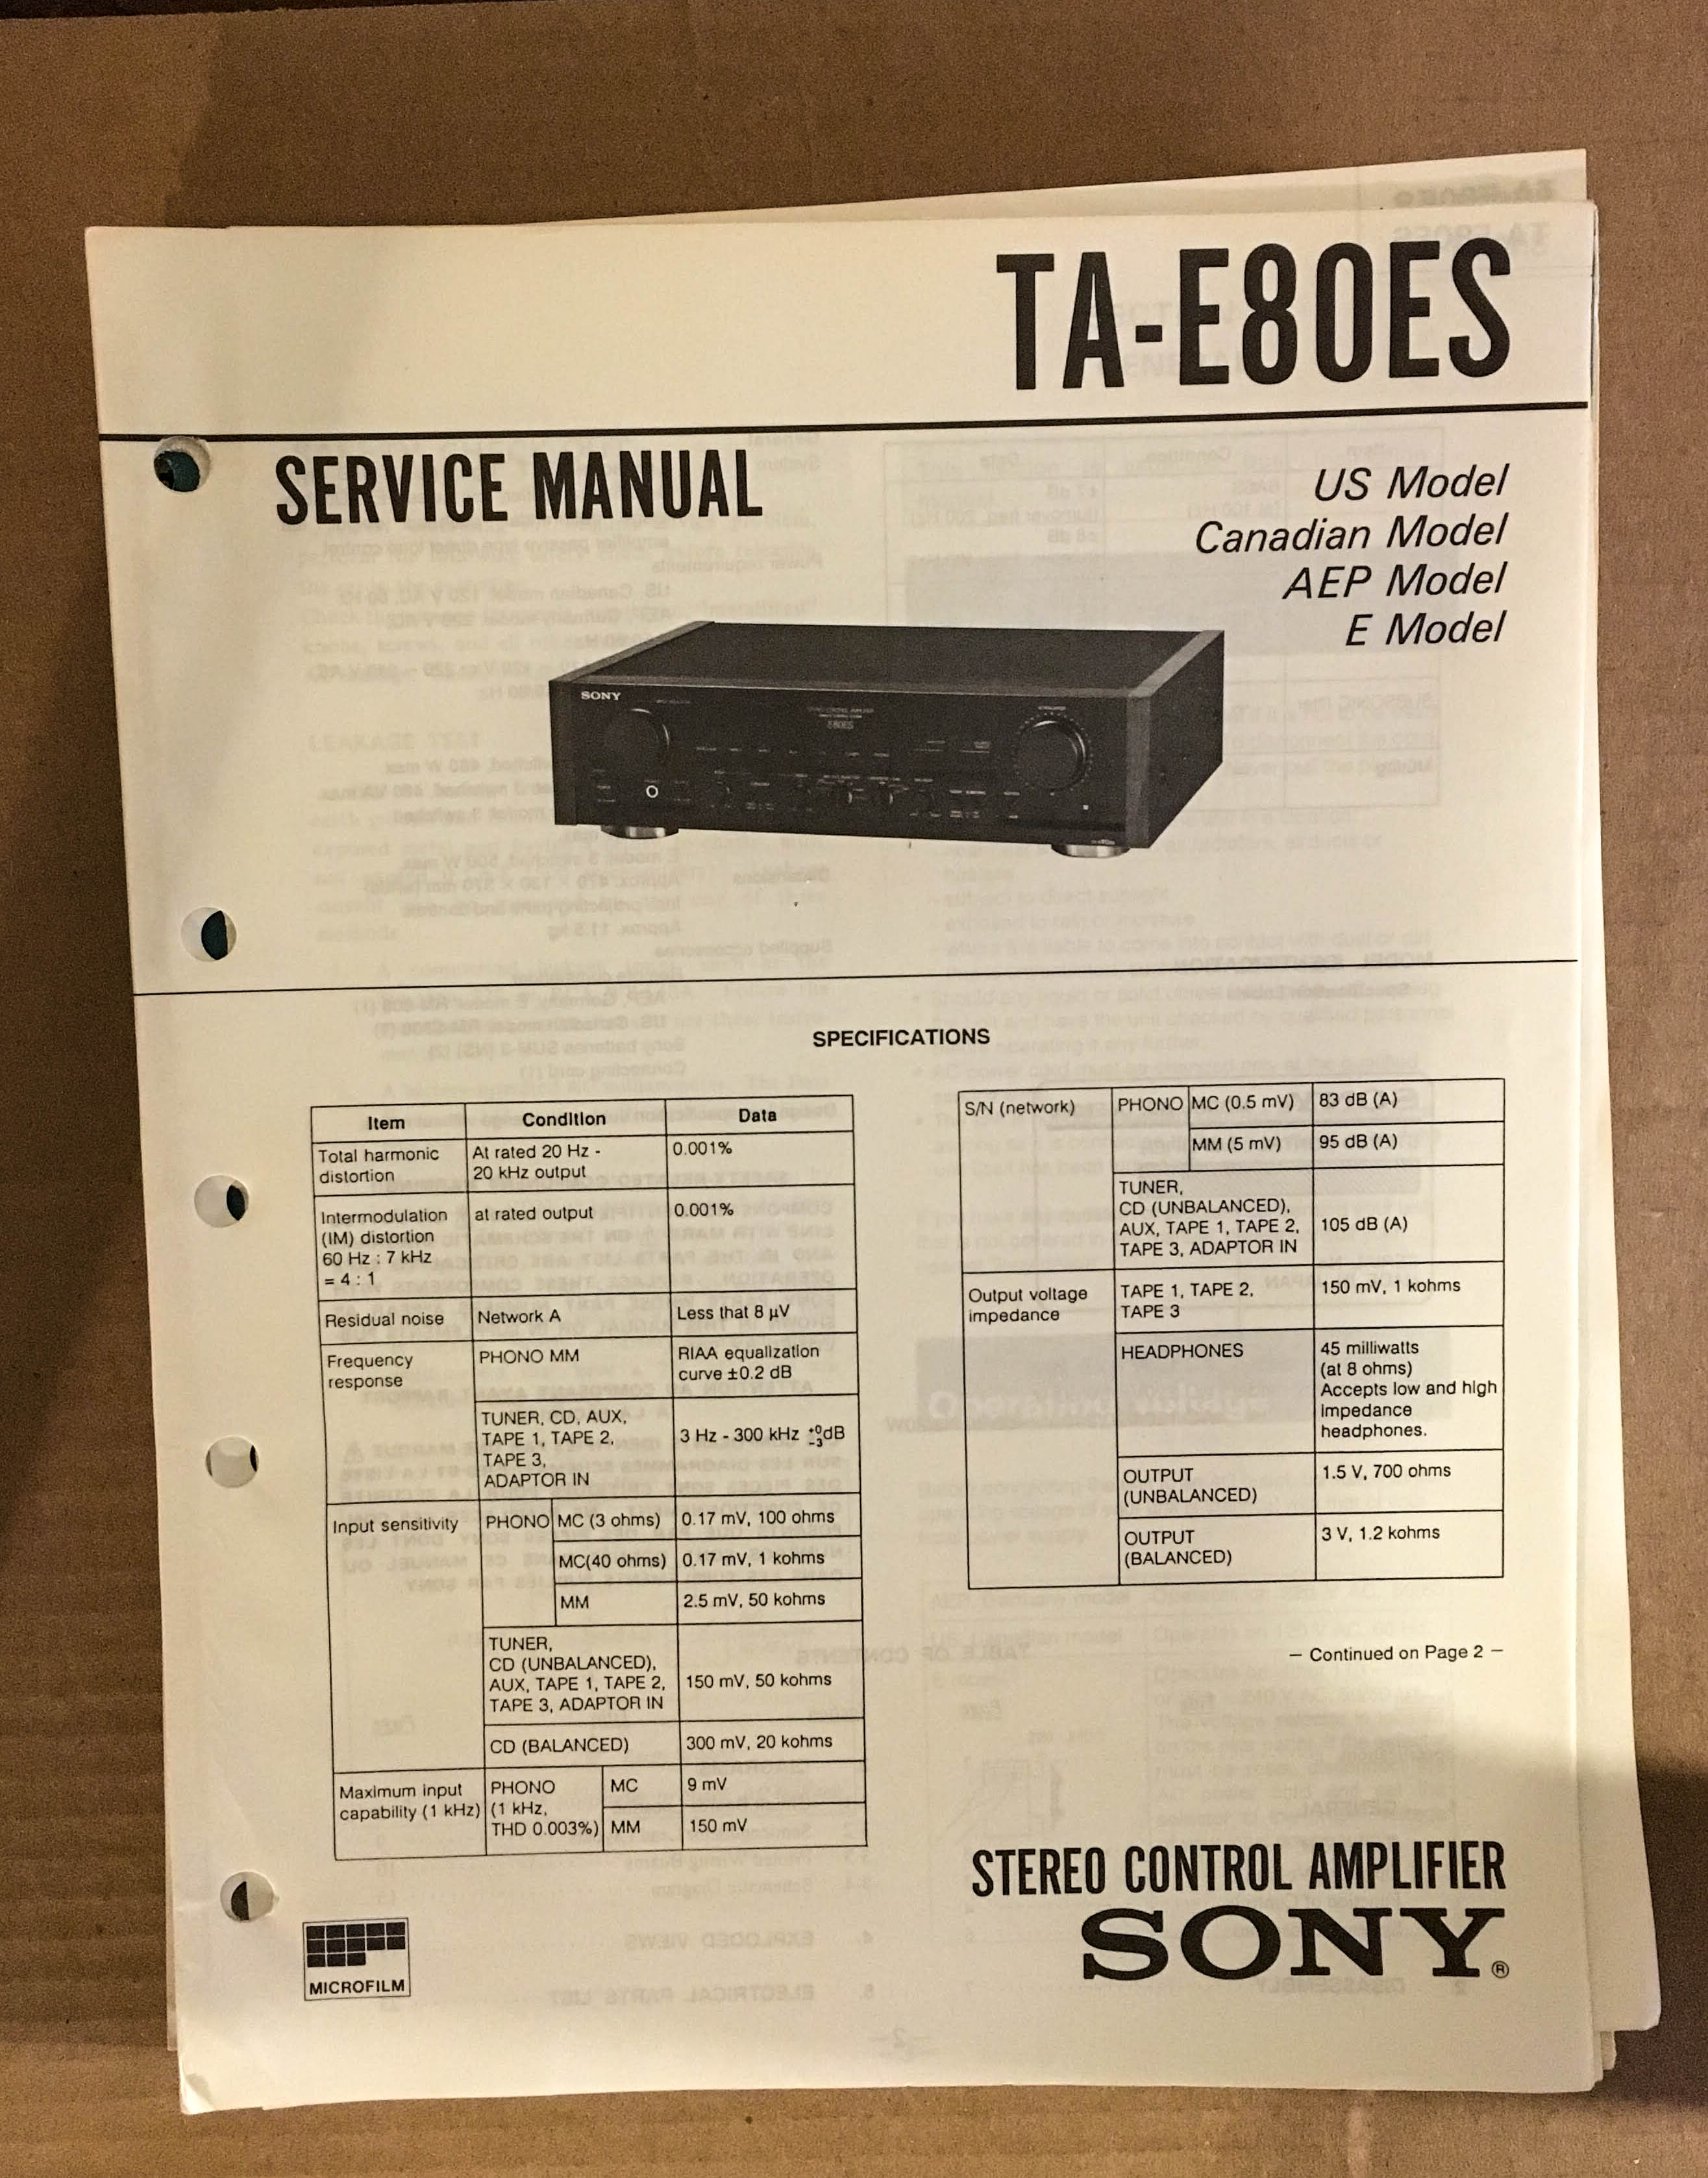 TA-E80ES
SERVICE MANUAL
US Model
Canadian Model
AEP Model
E Model
SONY
E80ES
SPECIFICATIONS
Item Condition Data
Total harmonic distortion At rated 20 Hz - 20 kHz output 0.001%
Intermodulation (IM) distortion 60 Hz : 7 kHz = 4 : 1 at rated output 0.001%
Residual noise Network A Less that 8 µV
Frequency response PHONO MM RIAA equalization curve ±0.2 dB
TUNER, CD, AUX, TAPE 1, TAPE 2, TAPE 3, ADAPTOR IN 3 Hz - 300 kHz +0 -3 dB
Input sensitivity PHONO MC (3 ohms) 0.17 mV, 100 ohms
MC(40 ohms) 0.17 mV, 1 kohms
MM 2.5 mV, 50 kohms
TUNER, CD (UNBALANCED), AUX, TAPE 1, TAPE 2, TAPE 3, ADAPTOR IN 150 mV, 50 kohms
CD (BALANCED) 300 mV, 20 kohms
Maximum input capability (1 kHz) PHONO (1 kHz, THD 0.003%) MC 9 mV
MM 150 mV
S/N (network) PHONO MC (0.5 mV) 83 dB (A)
MM (5 mV) 95 dB (A)
TUNER, CD (UNBALANCED), AUX, TAPE 1, TAPE 2, TAPE 3, ADAPTOR IN 105 dB (A)
Output voltage impedance TAPE 1, TAPE 2, TAPE 3 150 mV, 1 kohms
HEADPHONES 45 milliwatts (at 8 ohms) Accepts low and high impedance headphones.
OUTPUT (UNBALANCED) 1.5 V, 700 ohms
OUTPUT (BALANCED) 3 V, 1.2 kohms
— Continued on Page 2 —
STEREO CONTROL AMPLIFIER
SONY®
MICROFILM